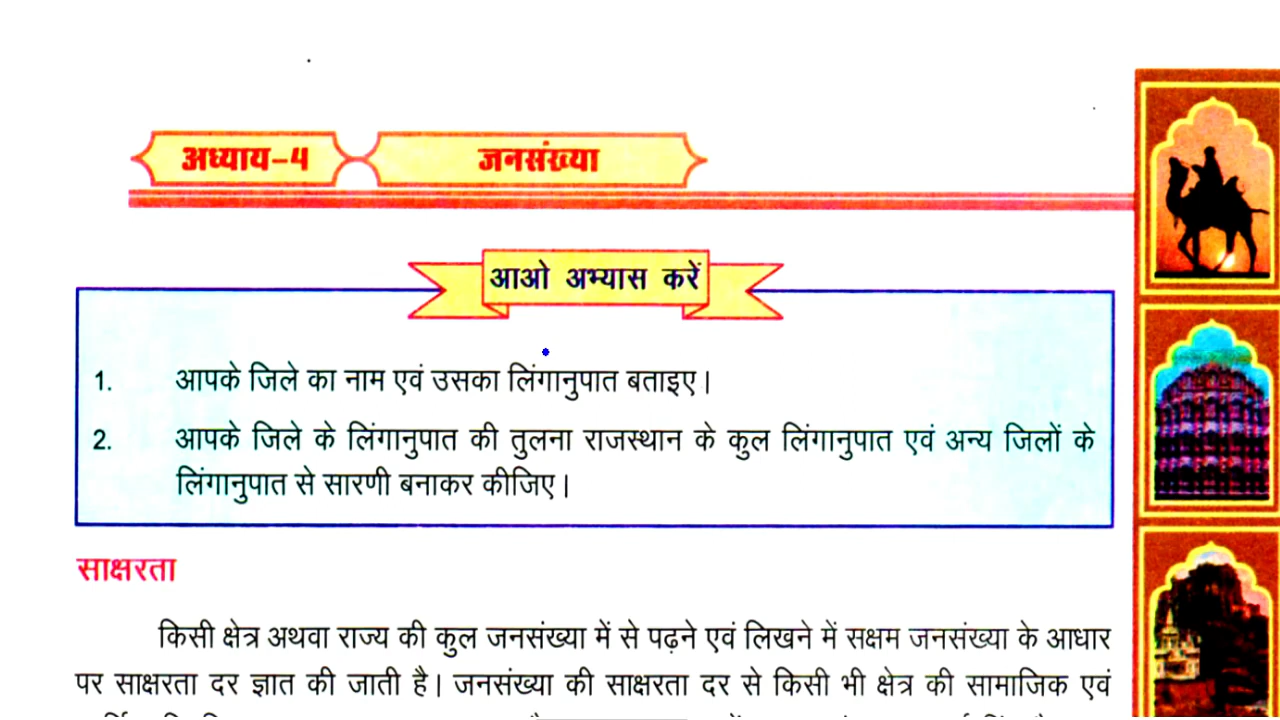 अध्याय-4
जनसंख्या
आओ अभ्यास करें
1. आपके जिले का नाम एवं उसका लिंगानुपात बताइए।
2. आपके जिले के लिंगानुपात की तुलना राजस्थान के कुल लिंगानुपात एवं अन्य जिलों के
लिंगानुपात से सारणी बनाकर कीजिए।
साक्षरता
किसी क्षेत्र अथवा राज्य की कुल जनसंख्या में से पढ़ने एवं लिखने में सक्षम जनसंख्या के आधार
पर साक्षरता दर ज्ञात की जाती है। जनसंख्या की साक्षरता दर से किसी भी क्षेत्र की सामाजिक एवं